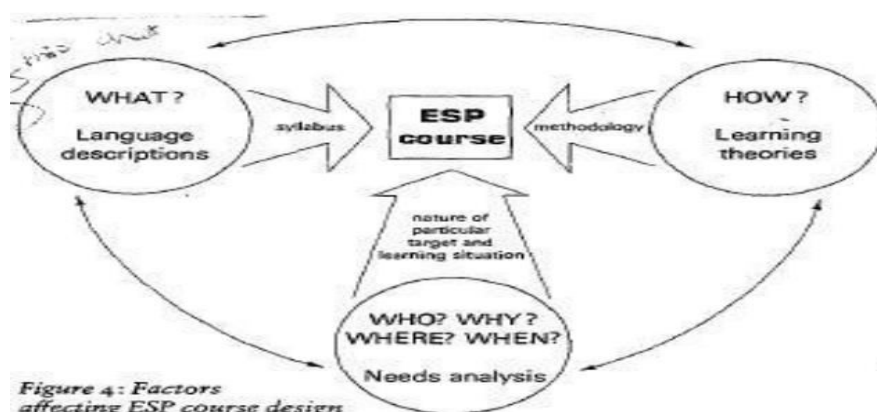 WHAT?
Language
descriptions
syllabus
ESP
course
methodology
HOW?
Learning
theories
nature of
particular
target and
learning situation
WHO? WHY?
WHERE? WHEN?
Needs analysis
Figure 4: Factors
affecting ESP course design